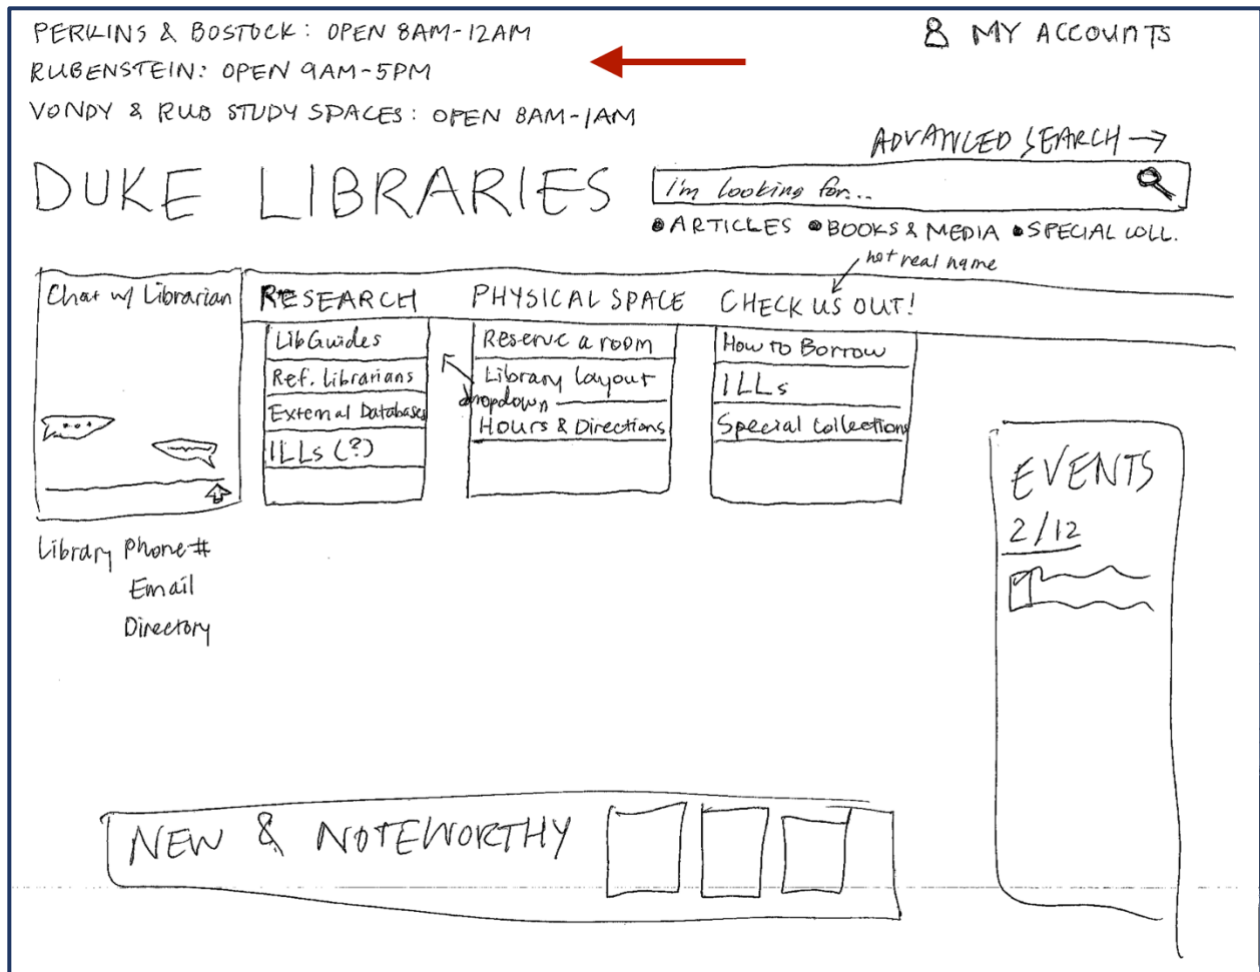 PERKINS & BOSTOCK: OPEN 8AM-12AM
RUBENSTEIN: OPEN 9AM-5PM
VONDY & RUB STUDY SPACES: OPEN 8AM-1AM
MY ACCOUNTS
ADVANCED SEARCH →
DUKE LIBRARIES
I'm looking for...
ARTICLES
BOOKS & MEDIA
SPECIAL COLL.
not real name
Chat w/ Librarian
RESEARCH
PHYSICAL SPACE
CHECK US OUT!
LibGuides
Ref. Librarians
External Databases
ILLs (?)
dropdown
Reserve a room
Library Layout
Hours & Directions
How to Borrow
ILLs
Special Collections
Library Phone #
Email
Directory
EVENTS
2/12
NEW & NOTEWORTHY